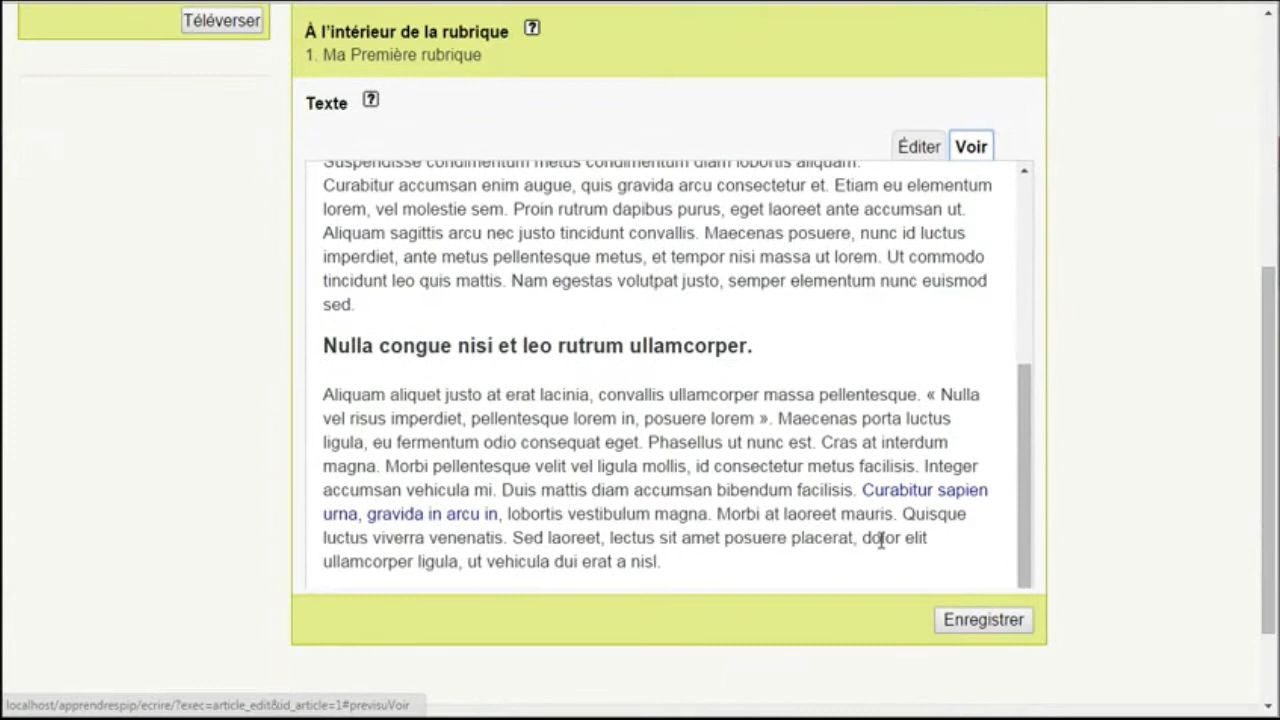 Téléverser
À l'intérieur de la rubrique ?
1. Ma Première rubrique
Texte ?
Éditer Voir
Suspendisse condimentum metus condimentum diam lobortis aliquam.
Curabitur accumsan enim augue, quis gravida arcu consectetur et. Etiam eu elementum
lorem, vel molestie sem. Proin rutrum dapibus purus, eget laoreet ante accumsan ut.
Aliquam sagittis arcu nec justo tincidunt convallis. Maecenas posuere, nunc id luctus
imperdiet, ante metus pellentesque metus, et tempor nisi massa ut lorem. Ut commodo
tincidunt leo quis mattis. Nam egestas volutpat justo, semper elementum nunc euismod
sed.
Nulla congue nisi et leo rutrum ullamcorper.
Aliquam aliquet justo at erat lacinia, convallis ullamcorper massa pellentesque. « Nulla
vel risus imperdiet, pellentesque lorem in, posuere lorem ». Maecenas porta luctus
ligula, eu fermentum odio consequat eget. Phasellus ut nunc est. Cras at interdum
magna. Morbi pellentesque velit vel ligula mollis, id consectetur metus facilisis. Integer
accumsan vehicula mi. Duis mattis diam accumsan bibendum facilisis. Curabitur sapien
urna, gravida in arcu in, lobortis vestibulum magna. Morbi at laoreet mauris. Quisque
luctus viverra venenatis. Sed laoreet, lectus sit amet posuere placerat, dolor elit
ullamcorper ligula, ut vehicula dui erat a nisl.
Enregistrer
localhost/apprendrespip/ecrire/?exec=article_edit&id_article=1#previsuVoir